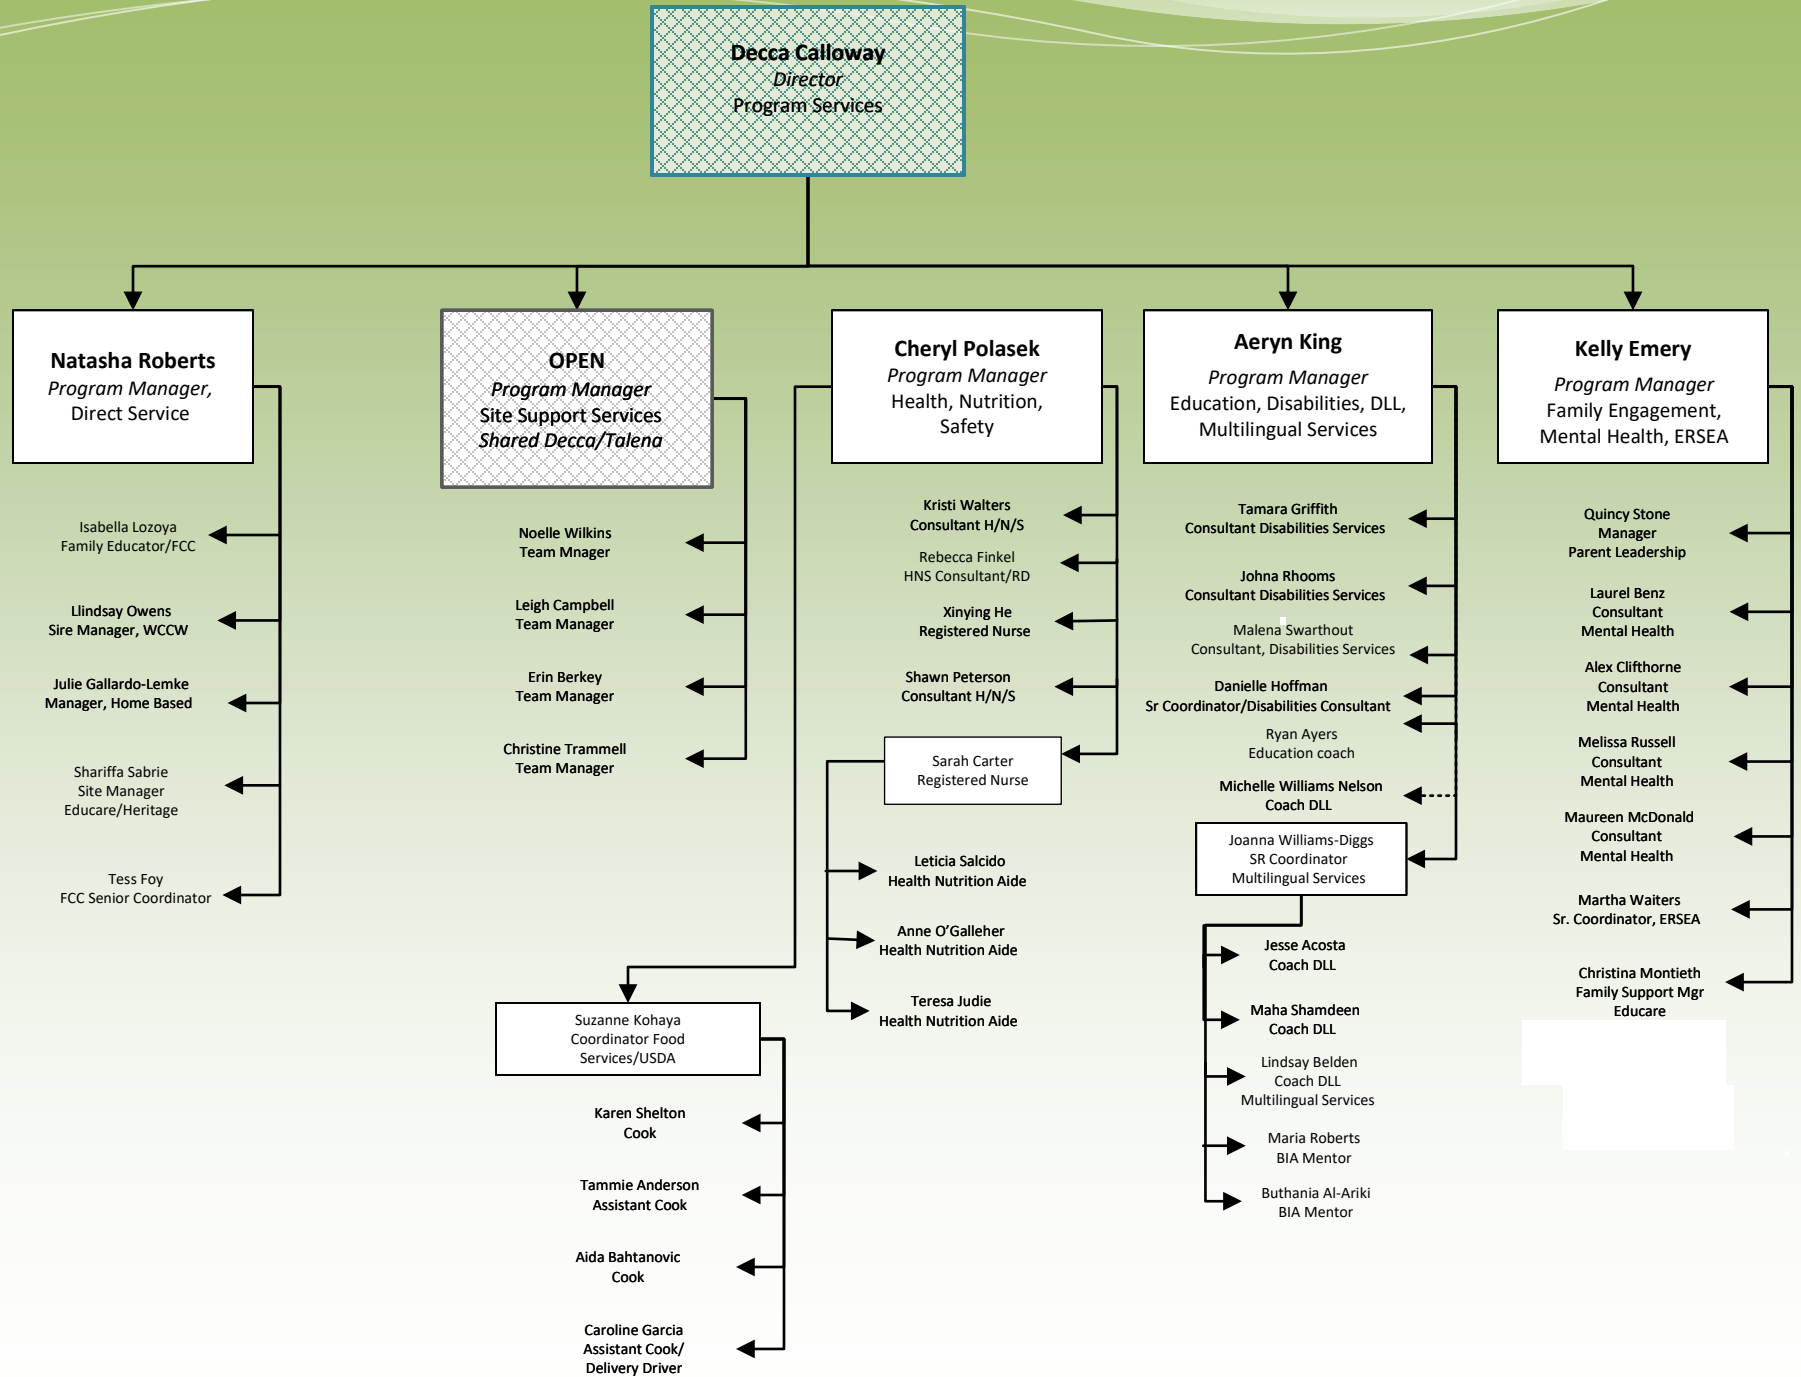 Decca Calloway
Director
Program Services
Natasha Roberts
Program Manager,
Direct Service
Isabella Lozoya
Family Educator/FCC
Llindsay Owens
Sire Manager, WCCW
Julie Gallardo-Lemke
Manager, Home Based
Shariffa Sabrie
Site Manager
Educare/Heritage
Tess Foy
FCC Senior Coordinator
OPEN
Program Manager
Site Support Services
Shared Decca/Talena
Noelle Wilkins
Team Mnager
Leigh Campbell
Team Manager
Erin Berkey
Team Manager
Christine Trammell
Team Manager
Cheryl Polasek
Program Manager
Health, Nutrition,
Safety
Kristi Walters
Consultant H/N/S
Rebecca Finkel
HNS Consultant/RD
Xinying He
Registered Nurse
Shawn Peterson
Consultant H/N/S
Sarah Carter
Registered Nurse
Leticia Salcido
Health Nutrition Aide
Anne O’Galleher
Health Nutrition Aide
Teresa Judie
Health Nutrition Aide
Suzanne Kohaya
Coordinator Food
Services/USDA
Karen Shelton
Cook
Tammie Anderson
Assistant Cook
Aida Bahtanovic
Cook
Caroline Garcia
Assistant Cook/
Delivery Driver
Aeryn King
Program Manager
Education, Disabilities, DLL,
Multilingual Services
Tamara Griffith
Consultant Disabilities Services
Johna Rhooms
Consultant Disabilities Services
Malena Swarthout
Consultant, Disabilities Services
Danielle Hoffman
Sr Coordinator/Disabilities Consultant
Ryan Ayers
Education coach
Michelle Williams Nelson
Coach DLL
Joanna Williams-Diggs
SR Coordinator
Multilingual Services
Jesse Acosta
Coach DLL
Maha Shamdeen
Coach DLL
Lindsay Belden
Coach DLL
Multilingual Services
Maria Roberts
BIA Mentor
Buthania Al-Ariki
BIA Mentor
Kelly Emery
Program Manager
Family Engagement,
Mental Health, ERSEA
Quincy Stone
Manager
Parent Leadership
Laurel Benz
Consultant
Mental Health
Alex Clifthorne
Consultant
Mental Health
Melissa Russell
Consultant
Mental Health
Maureen McDonald
Consultant
Mental Health
Martha Waiters
Sr. Coordinator, ERSEA
Christina Montieth
Family Support Mgr
Educare